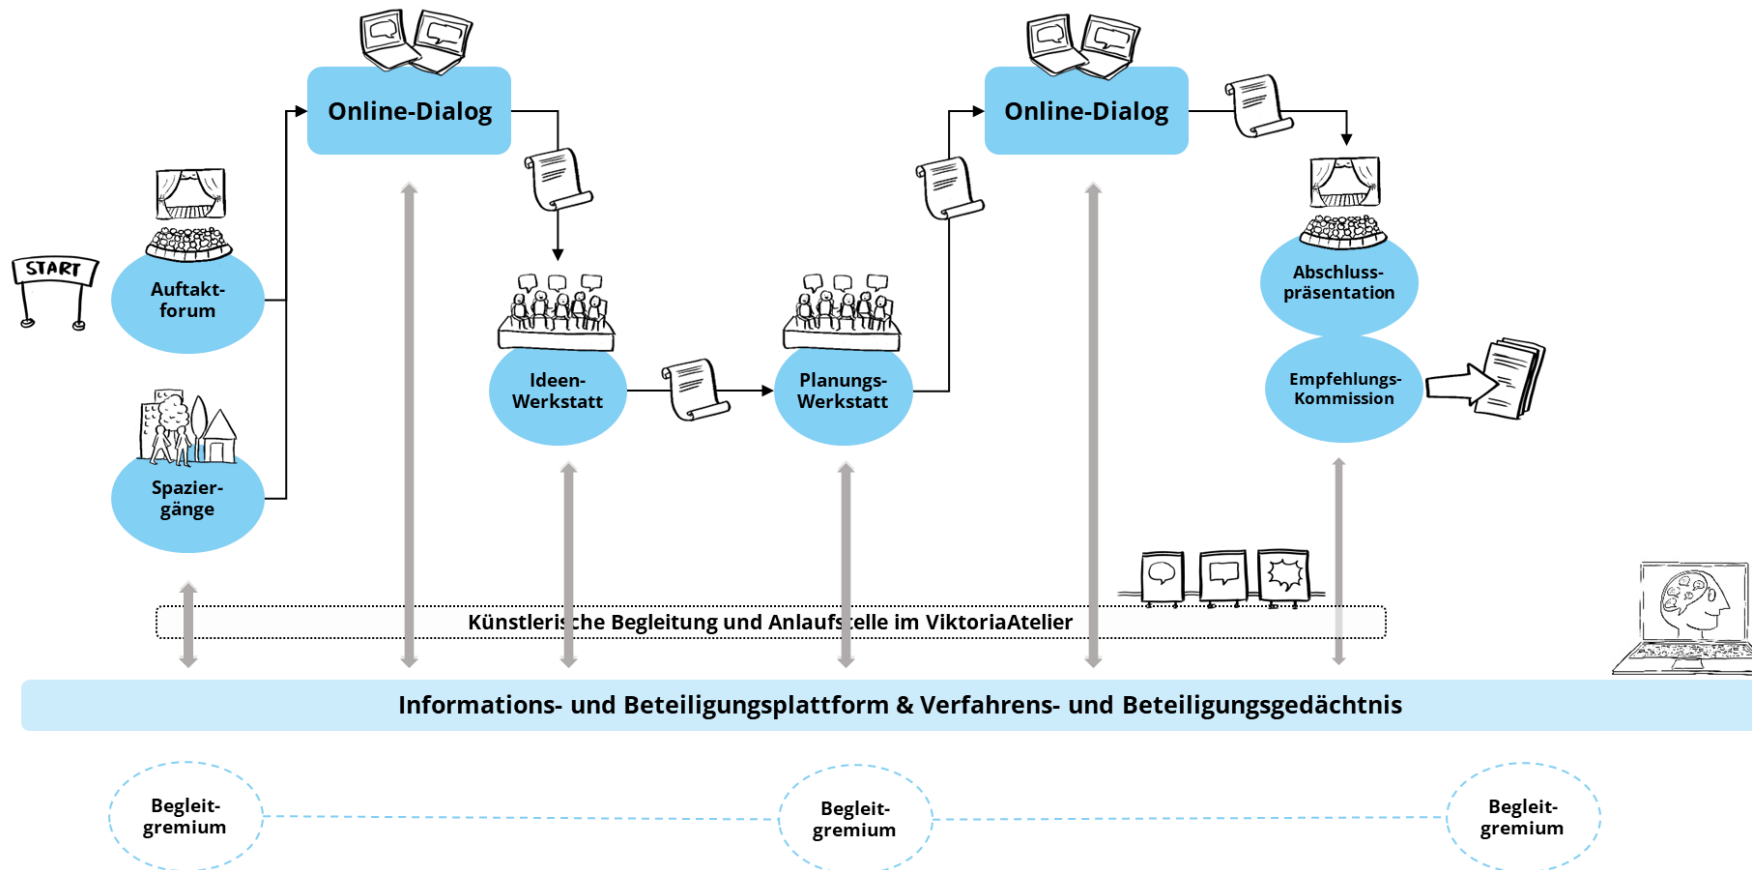 Online-Dialog
Online-Dialog
START
Auftakt-
forum
Abschluss-
präsentation
Ideen-
Werkstatt
Planungs-
Werkstatt
Empfehlungs-
Kommission
Spazier-
gänge
Künstlerische Begleitung und Anlaufstelle im ViktoriaAtelier
Informations- und Beteiligungsplattform & Verfahrens- und Beteiligungsgedächtnis
Begleit-
gremium
Begleit-
gremium
Begleit-
gremium